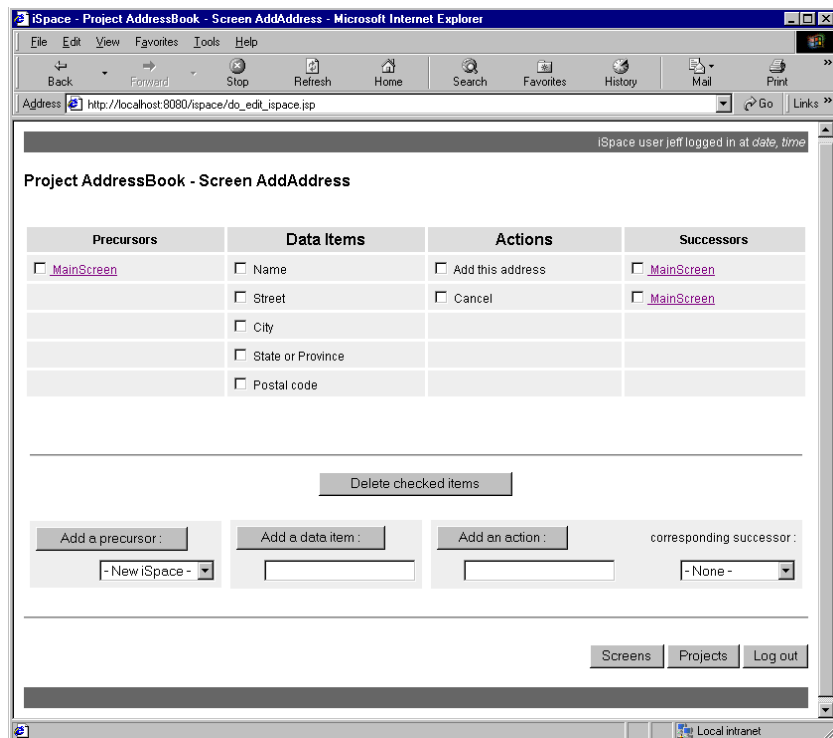 iSpace - Project AddressBook - Screen AddAddress - Microsoft Internet Explorer
File Edit View Favorites Tools Help
Back Forward Stop Refresh Home Search Favorites History Mail Print »
Address http://localhost:8080/ispace/do_edit_ispace.jsp Go Links »
iSpace user jeff logged in at date, time
Project AddressBook - Screen AddAddress
Precursors Data Items Actions Successors
MainScreen Name Add this address MainScreen
Street Cancel MainScreen
City
State or Province
Postal code
Delete checked items
Add a precursor : Add a data item : Add an action : corresponding successor :
- New iSpace - - None -
Screens Projects Log out
Local intranet